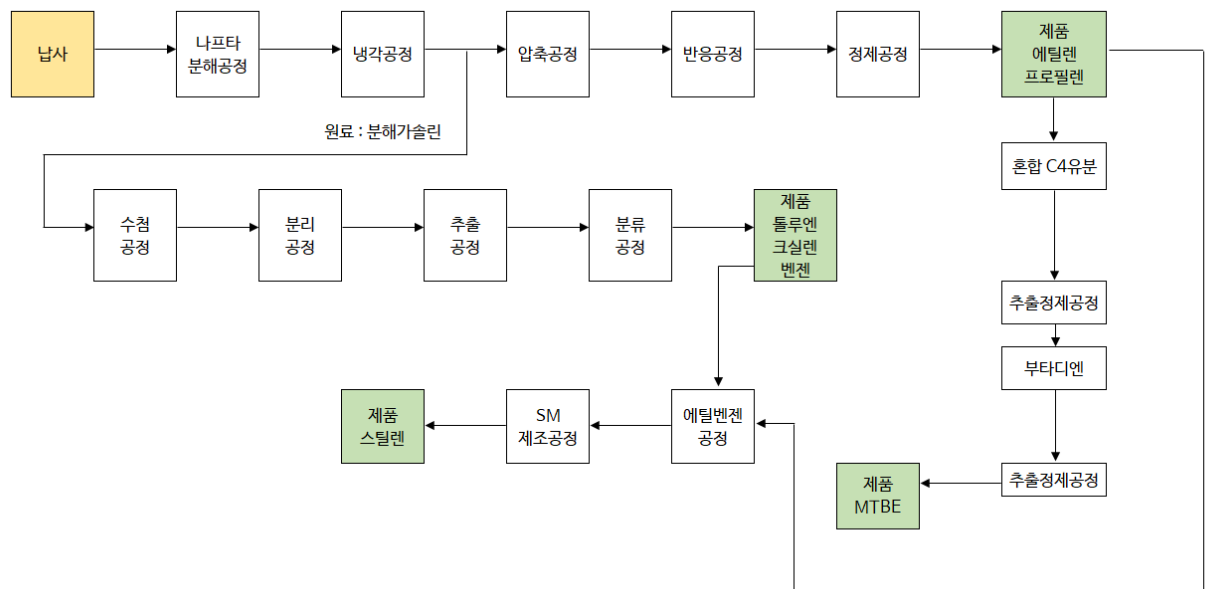 납사
나프타
분해공정
냉각공정
압축공정
반응공정
정제공정
제품
에틸렌
프로필렌
원료 : 분해가솔린
혼합 C4유분
수첨
공정
분리
공정
추출
공정
분류
공정
제품
톨루엔
크실렌
벤젠
추출정제공정
부타디엔
제품
스틸렌
SM
제조공정
에틸벤젠
공정
추출정제공정
제품
MTBE